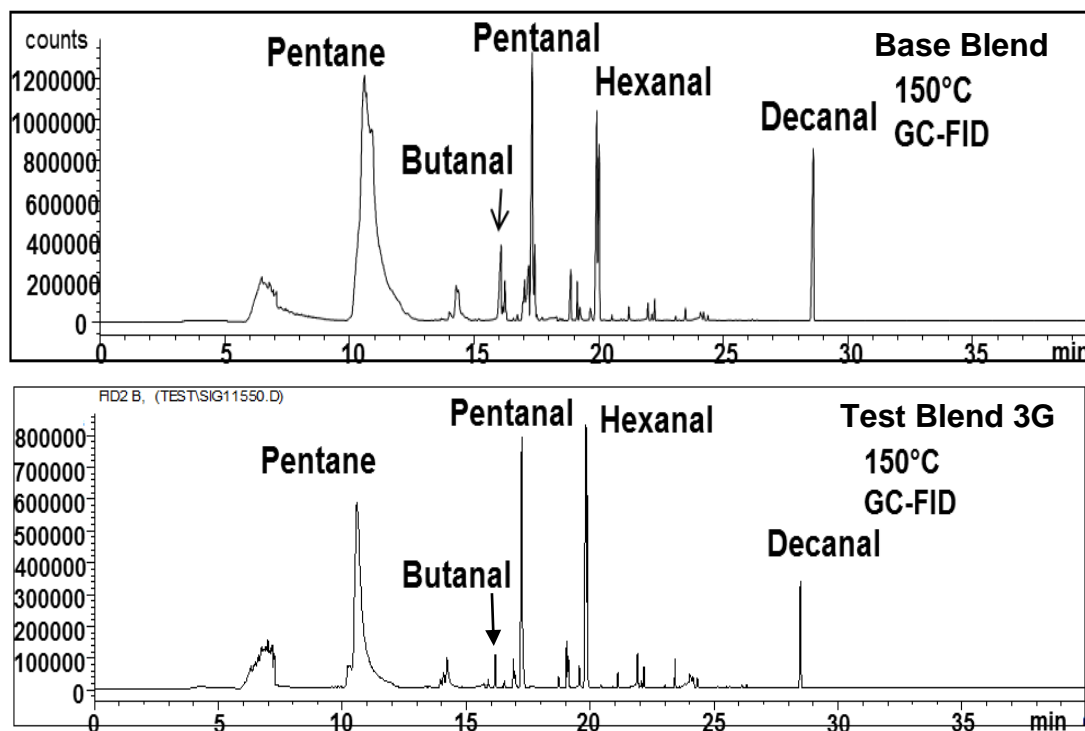 counts
Pentane
Butanal
Pentanal
Hexanal
Decanal
Base Blend
150°C
GC-FID
1200000
1000000
800000
600000
400000
200000
0
0 5 10 15 20 25 30 35 min
FID2 B, (TEST\SIG11550.D)
Pentane
Butanal
Pentanal
Hexanal
Decanal
Test Blend 3G
150°C
GC-FID
800000
700000
600000
500000
400000
300000
200000
100000
0
0 5 10 15 20 25 30 35 min